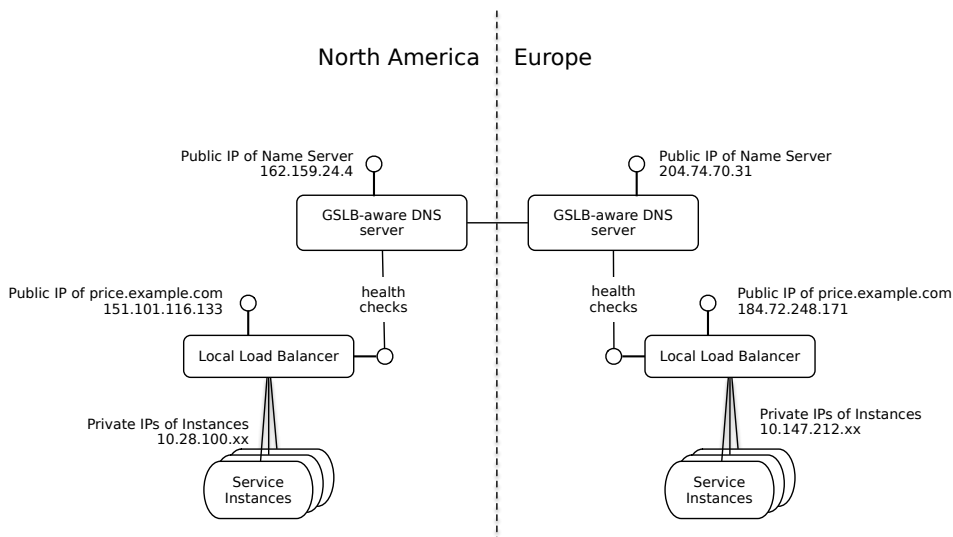 North America
Europe
Public IP of Name Server
162.159.24.4
Public IP of Name Server
204.74.70.31
GSLB-aware DNS
server
GSLB-aware DNS
server
health
checks
health
checks
Public IP of price.example.com
151.101.116.133
Public IP of price.example.com
184.72.248.171
Local Load Balancer
Local Load Balancer
Private IPs of Instances
10.28.100.xx
Private IPs of Instances
10.147.212.xx
Service
Instances
Service
Instances